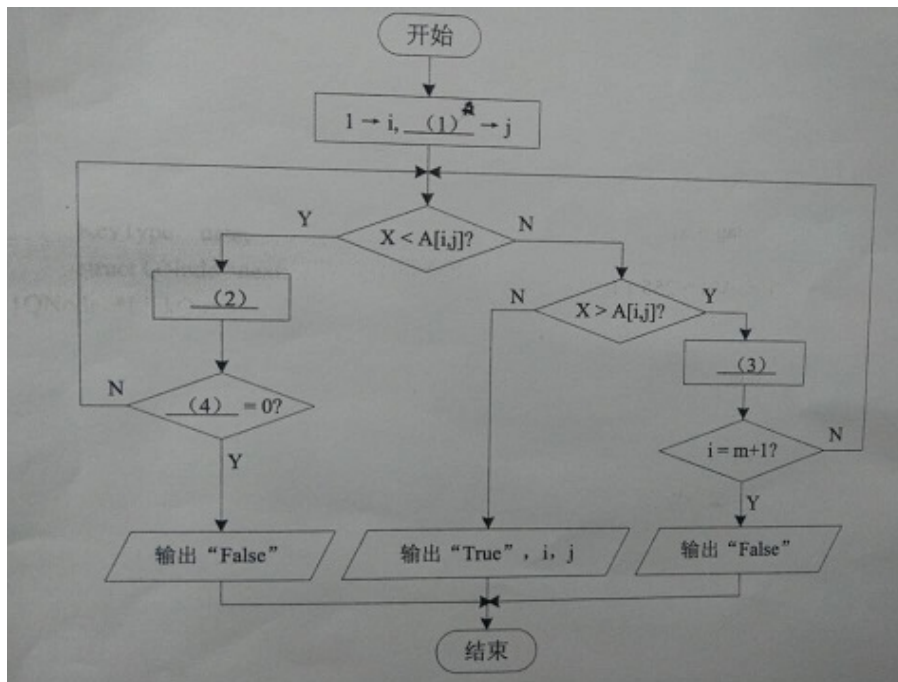 开始
1→i, （1） →j
X < A[i,j]?
Y
N
（2）
X > A[i,j]?
N
Y
（3）
（4） = 0?
N
Y
i = m+1?
N
Y
输出“False”
输出“True”，i，j
输出“False”
结束